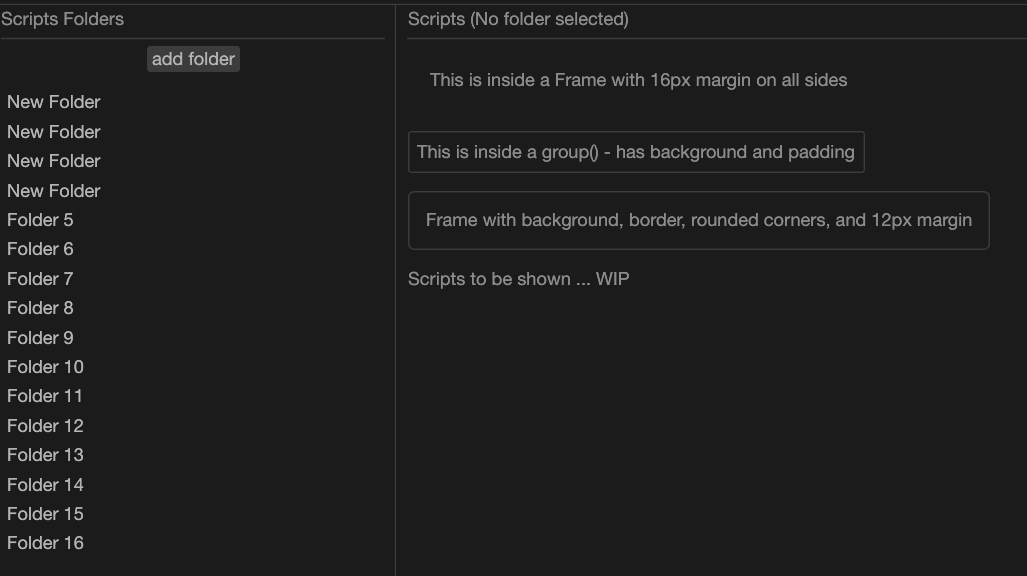 Scripts Folders
add folder
New Folder
New Folder
New Folder
New Folder
Folder 5
Folder 6
Folder 7
Folder 8
Folder 9
Folder 10
Folder 11
Folder 12
Folder 13
Folder 14
Folder 15
Folder 16
Scripts (No folder selected)
This is inside a Frame with 16px margin on all sides
This is inside a group() - has background and padding
Frame with background, border, rounded corners, and 12px margin
Scripts to be shown ... WIP